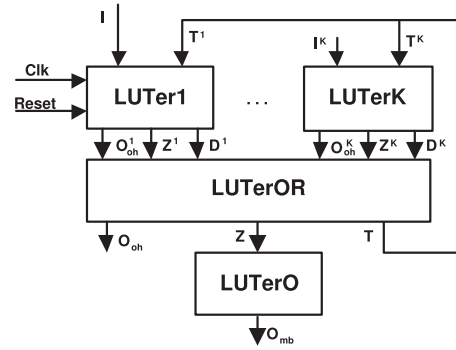 I T¹ Iᴷ Tᴷ
Clk
LUTer1 ... LUTerK
Reset
O¹oh Z¹ D¹ Oᴷoh Zᴷ Dᴷ
LUTerOR
Ooh Z T
LUTerO
Omb